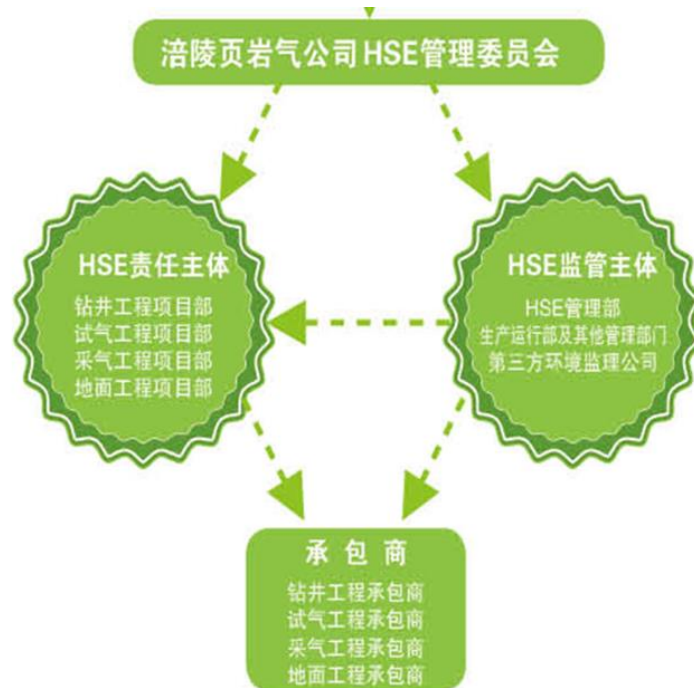 涪陵页岩气公司HSE管理委员会
HSE责任主体
钻井工程项目部
试气工程项目部
采气工程项目部
地面工程项目部
HSE监管主体
HSE管理部
生产运行部及其他管理部门
第三方环境监理公司
承包商
钻井工程承包商
试气工程承包商
采气工程承包商
地面工程承包商